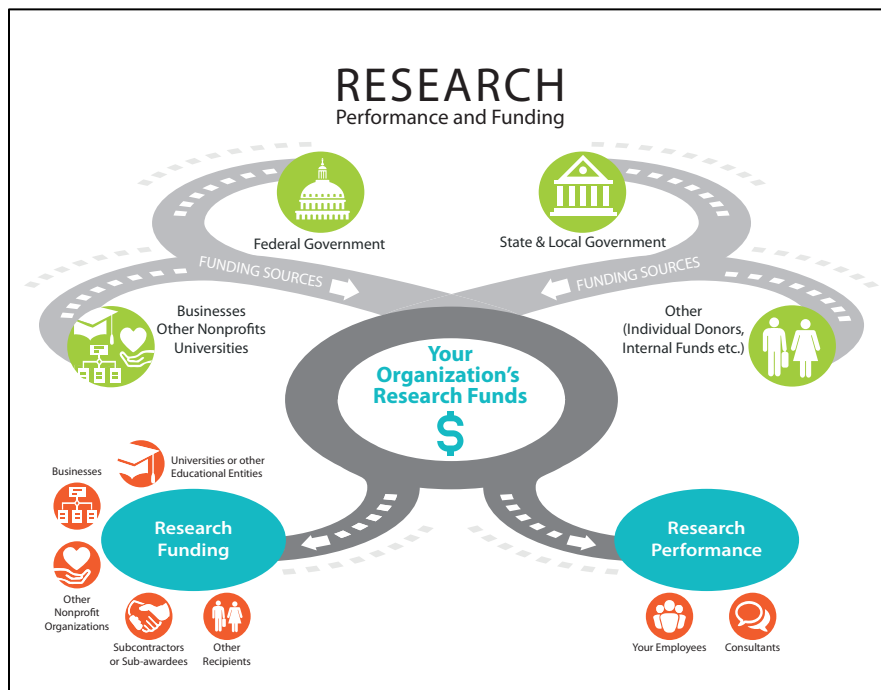 RESEARCH
Performance and Funding
Federal Government
State & Local Government
FUNDING SOURCES
FUNDING SOURCES
Businesses
Other Nonprofits
Universities
Other
(Individual Donors,
Internal Funds etc.)
Your
Organization's
Research Funds
$
Universities or other
Educational Entities
Businesses
Research
Funding
Research
Performance
Other
Nonprofit
Organizations
Subcontractors
or Sub-awardees
Other
Recipients
Your Employees
Consultants